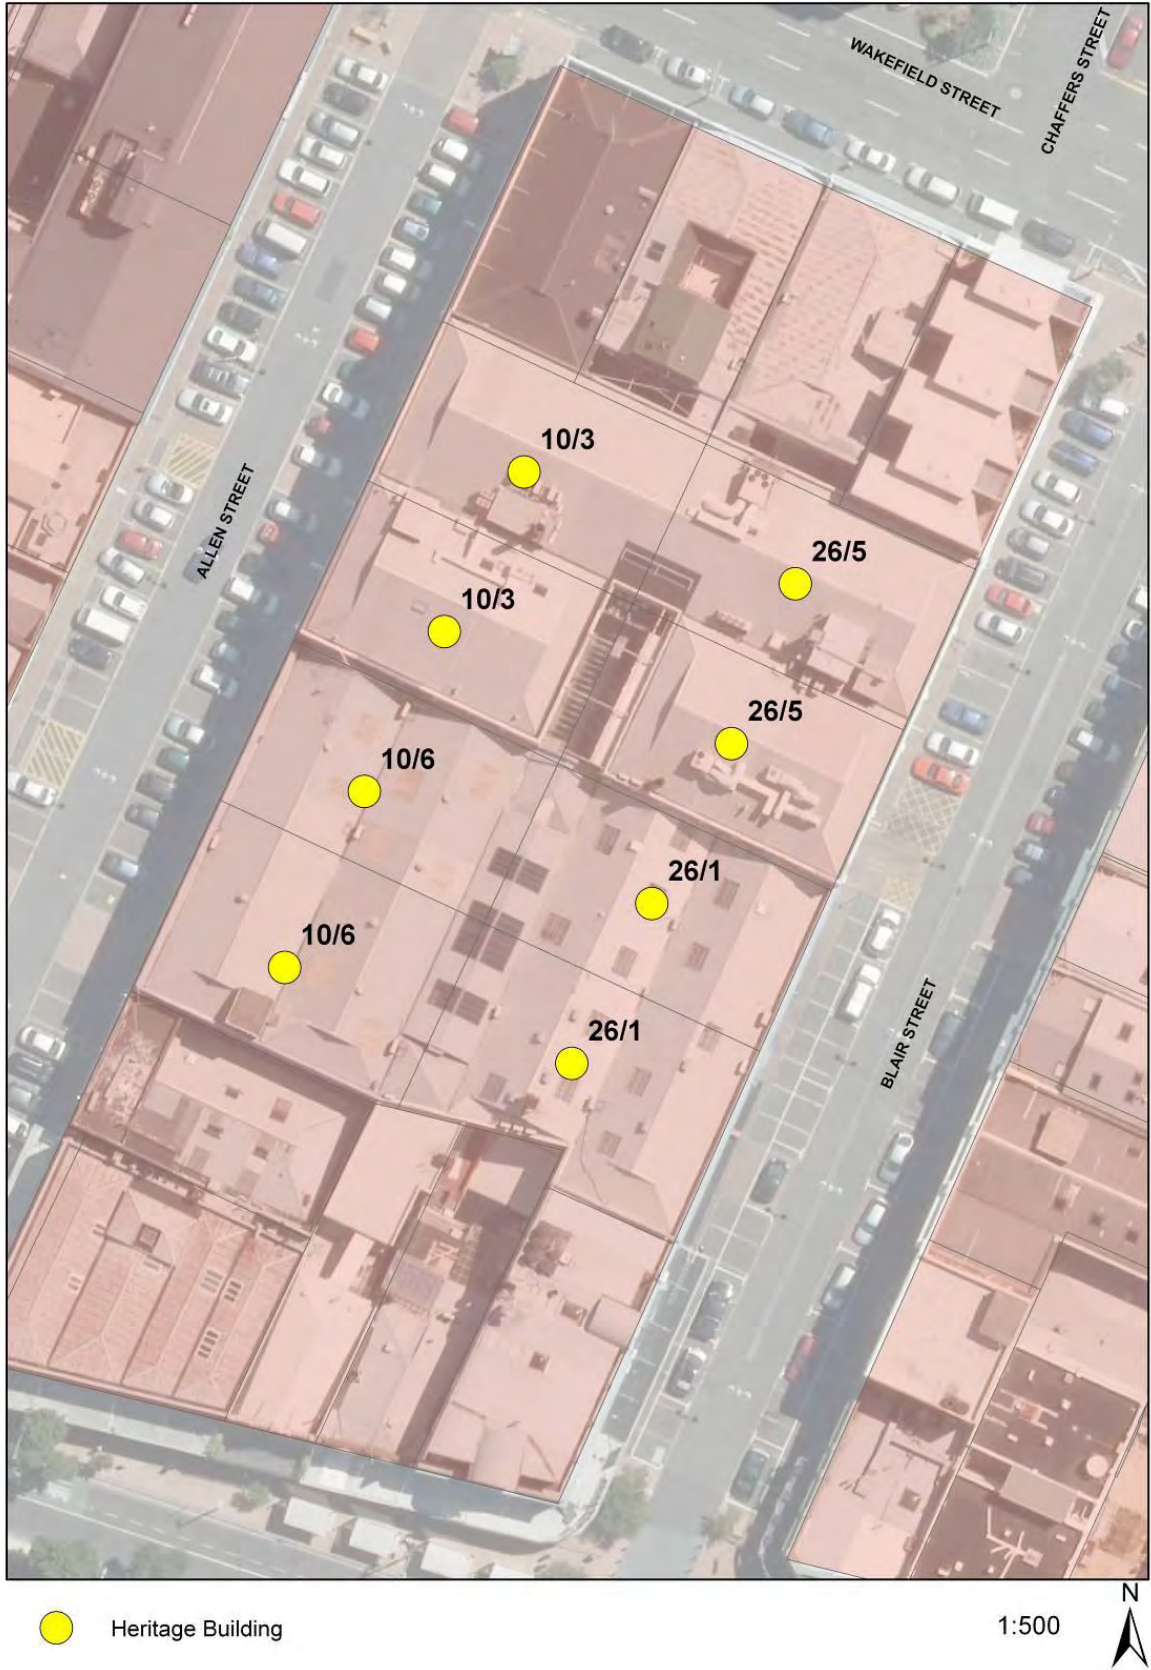 WAKEFIELD STREET
CHAFFERS STREET
10/3
ALLEN STREET
26/5
10/3
26/5
10/6
26/1
10/6
BLAIR STREET
26/1
N
Heritage Building
1:500